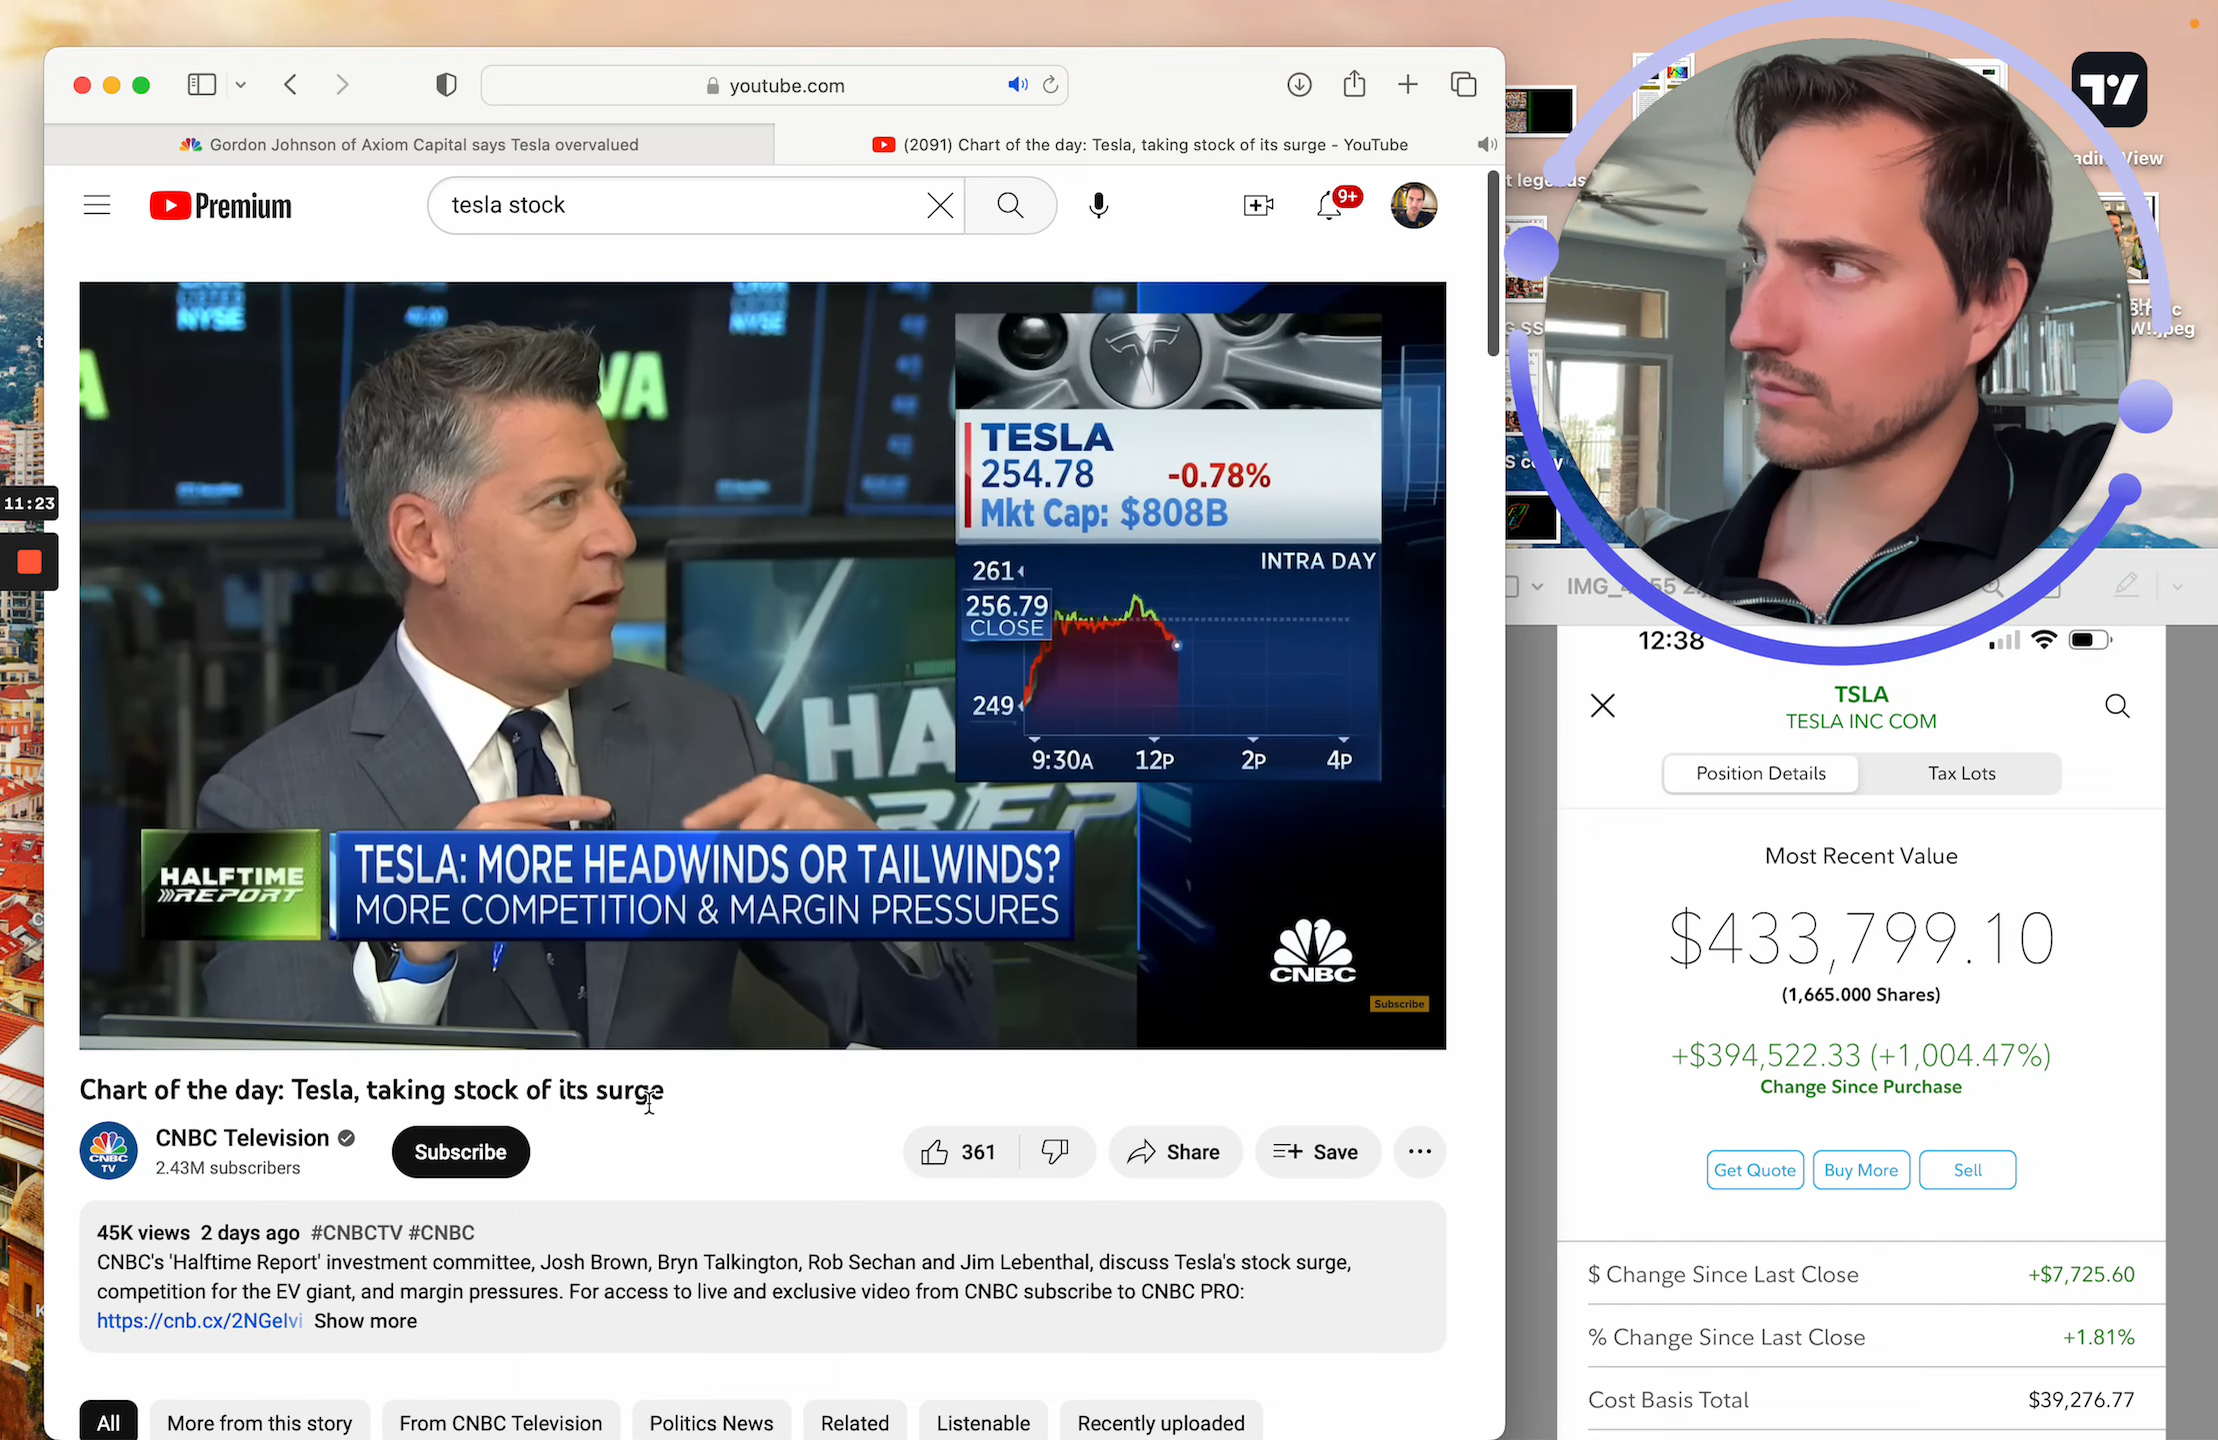 youtube.com
Gordon Johnson of Axiom Capital says Tesla overvalued
(2091) Chart of the day: Tesla, taking stock of its surge - YouTube
Premium
tesla stock
9+
NYSE
NYSE
VA
TESLA
254.78 -0.78%
Mkt Cap: $808B
INTRA DAY
261
256.79
CLOSE
249
9:30A 12P 2P 4P
HALFTIME
REPORT
TESLA: MORE HEADWINDS OR TAILWINDS?
MORE COMPETITION & MARGIN PRESSURES
CNBC
Subscribe
11:23
Chart of the day: Tesla, taking stock of its surge
CNBC
TV
CNBC Television
2.43M subscribers
Subscribe
361
Share
Save
45K views 2 days ago #CNBCTV #CNBC
CNBC's 'Halftime Report' investment committee, Josh Brown, Bryn Talkington, Rob Sechan and Jim Lebenthal, discuss Tesla's stock surge,
competition for the EV giant, and margin pressures. For access to live and exclusive video from CNBC subscribe to CNBC PRO:
https://cnb.cx/2NGeIvi Show more
All
More from this story
From CNBC Television
Politics News
Related
Listenable
Recently uploaded
12:38
TSLA
TESLA INC COM
Position Details
Tax Lots
Most Recent Value
$433,799.10
(1,665.000 Shares)
+$394,522.33 (+1,004.47%)
Change Since Purchase
Get Quote
Buy More
Sell
$ Change Since Last Close +$7,725.60
% Change Since Last Close +1.81%
Cost Basis Total $39,276.77